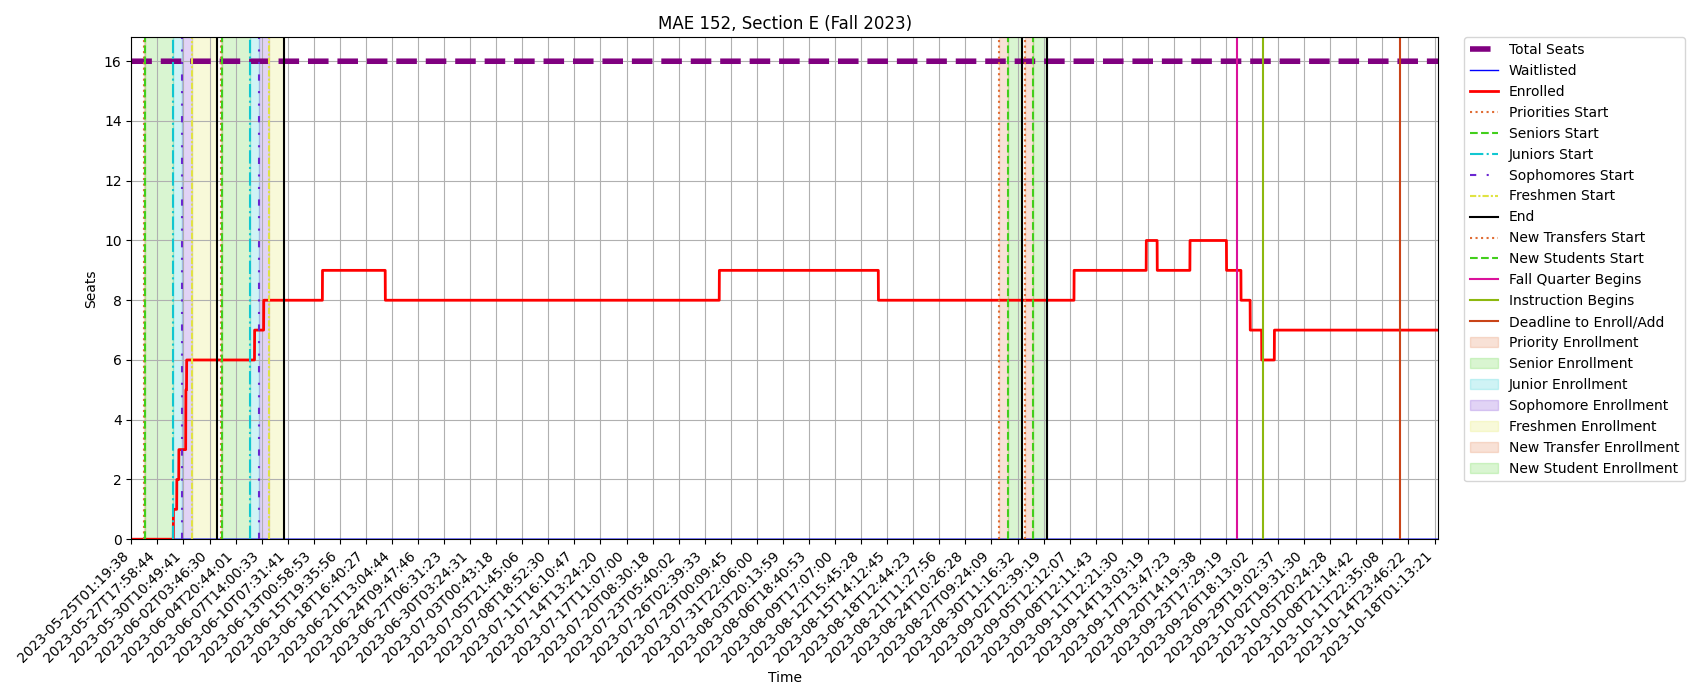 MAE 152, Section E (Fall 2023)
Seats
16
14
12
10
8
6
4
2
0
2023-05-25T01:19:38
2023-05-27T17:58:44
2023-05-30T10:49:41
2023-06-02T03:46:30
2023-06-04T20:44:01
2023-06-07T14:00:33
2023-06-10T07:31:41
2023-06-13T00:58:53
2023-06-15T19:35:56
2023-06-18T16:40:27
2023-06-21T13:04:44
2023-06-24T09:47:46
2023-06-27T06:31:23
2023-06-30T03:24:31
2023-07-03T00:43:18
2023-07-05T21:45:06
2023-07-08T18:52:30
2023-07-11T16:10:47
2023-07-14T13:24:20
2023-07-17T11:07:00
2023-07-20T08:30:18
2023-07-23T05:40:02
2023-07-26T02:39:33
2023-07-29T00:09:45
2023-07-31T22:06:00
2023-08-03T20:13:59
2023-08-06T18:40:53
2023-08-09T17:07:00
2023-08-12T15:45:28
2023-08-15T14:12:45
2023-08-18T12:44:23
2023-08-21T11:27:56
2023-08-24T10:26:28
2023-08-27T09:24:09
2023-08-30T11:16:32
2023-09-02T12:39:19
2023-09-05T12:12:07
2023-09-08T12:11:43
2023-09-11T12:21:30
2023-09-14T13:03:19
2023-09-17T13:47:23
2023-09-20T14:19:38
2023-09-23T17:29:19
2023-09-26T18:13:02
2023-09-29T19:02:37
2023-10-02T19:31:30
2023-10-05T20:24:28
2023-10-08T21:14:42
2023-10-11T22:35:08
2023-10-14T23:46:22
2023-10-18T01:13:21
Time
Total Seats
Waitlisted
Enrolled
Priorities Start
Seniors Start
Juniors Start
Sophomores Start
Freshmen Start
End
New Transfers Start
New Students Start
Fall Quarter Begins
Instruction Begins
Deadline to Enroll/Add
Priority Enrollment
Senior Enrollment
Junior Enrollment
Sophomore Enrollment
Freshmen Enrollment
New Transfer Enrollment
New Student Enrollment